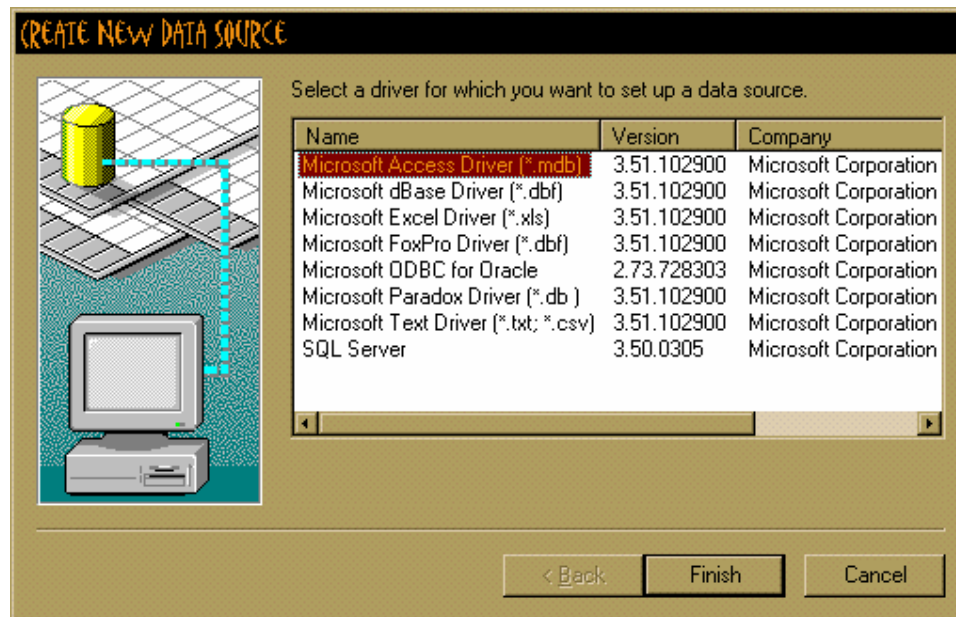 CREATE NEW DATA SOURCE
Select a driver for which you want to set up a data source.
Name Version Company
Microsoft Access Driver (*.mdb) 3.51.102900 Microsoft Corporation
Microsoft dBase Driver (*.dbf) 3.51.102900 Microsoft Corporation
Microsoft Excel Driver (*.xls) 3.51.102900 Microsoft Corporation
Microsoft FoxPro Driver (*.dbf) 3.51.102900 Microsoft Corporation
Microsoft ODBC for Oracle 2.73.728303 Microsoft Corporation
Microsoft Paradox Driver (*.db ) 3.51.102900 Microsoft Corporation
Microsoft Text Driver (*.txt; *.csv) 3.51.102900 Microsoft Corporation
SQL Server 3.50.0305 Microsoft Corporation
< Back Finish Cancel